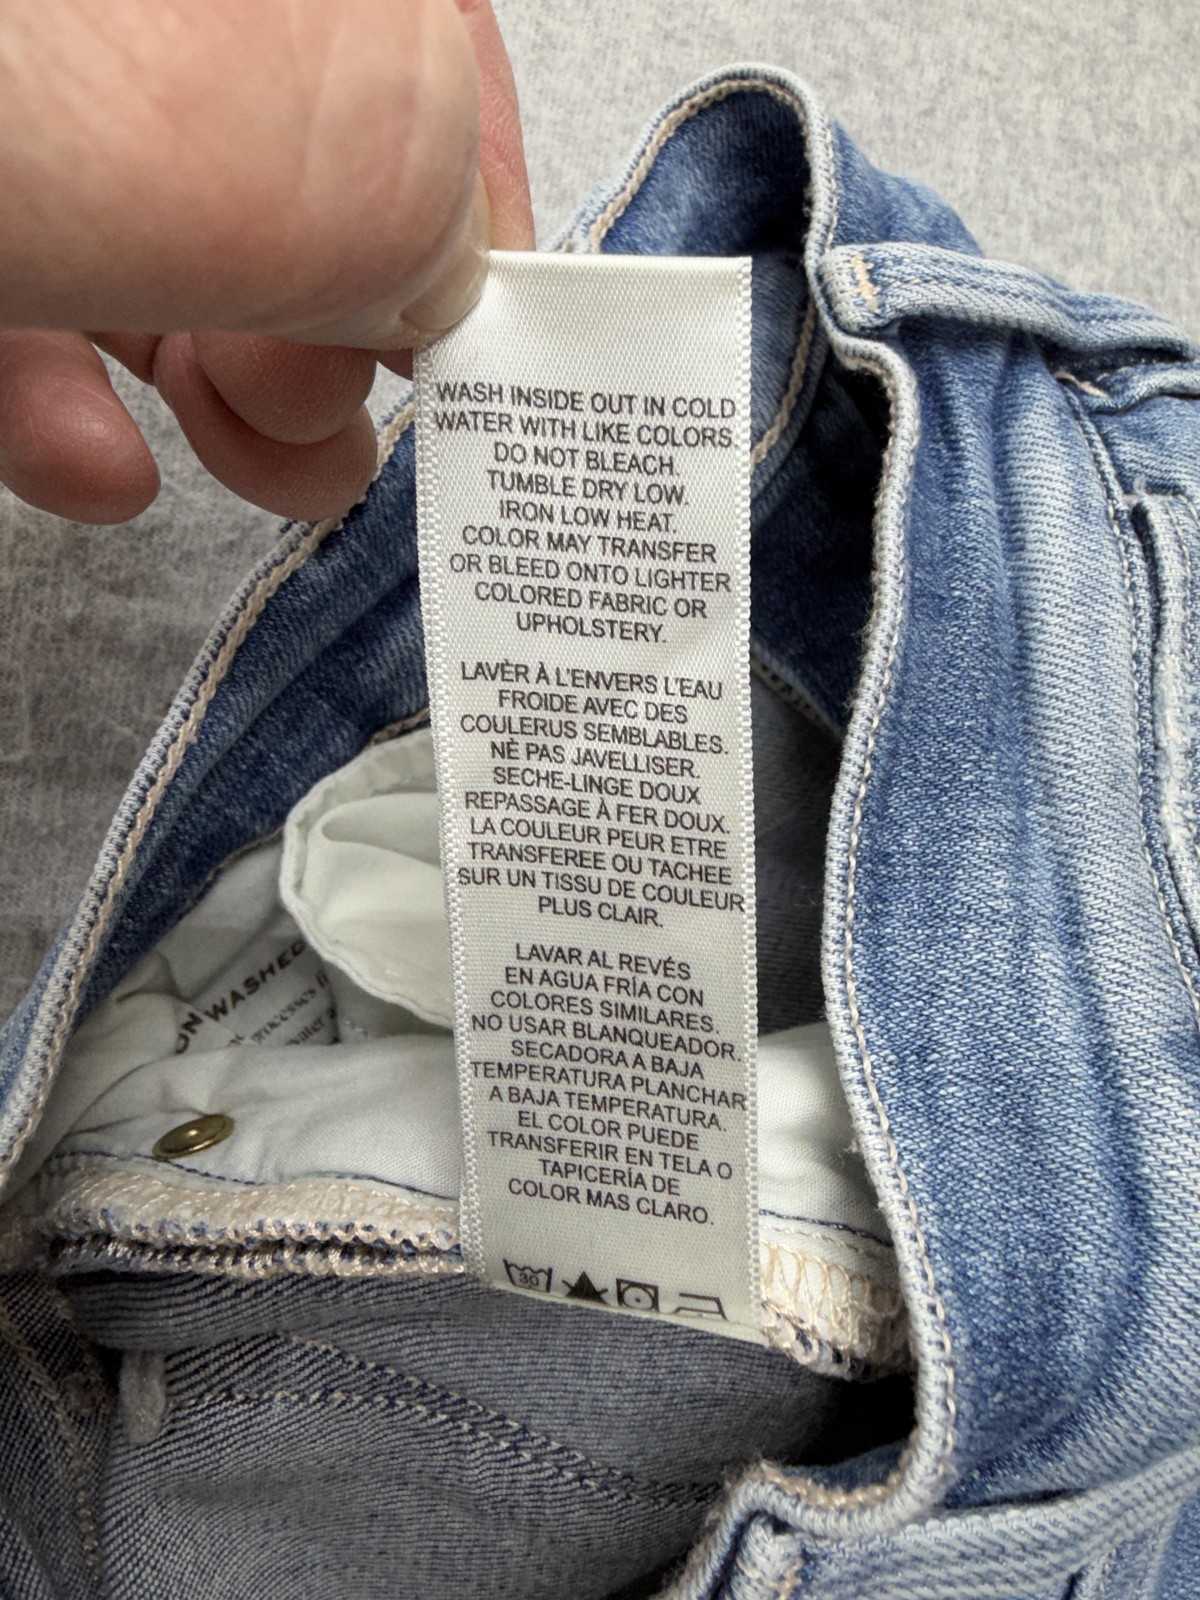 WASH INSIDE OUT IN COLD
WATER WITH LIKE COLORS
DO NOT BLEACH.
TUMBLE DRY LOW.
IRON LOW HEAT.
COLOR MAY TRANSFER
OR BLEED ONTO LIGHTER
COLORED FABRIC OR
UPHOLSTERY.
LAVÈR À L'ENVERS L'EAU
FROIDE AVEC DES
COULERUS SEMBLABLES.
NÈ PAS JAVELLISER.
SECHE-LINGE DOUX
REPASSAGE À FER DOUX.
LA COULEUR PEUR ETRE
TRANSFEREE OU TACHEE
SUR UN TISSU DE COULEUR
PLUS CLAIR.
LAVAR AL REVÉS
EN AGUA FRÍA CON
COLORES SIMILARES.
NO USAR BLANQUEADOR.
SECADORA A BAJA
TEMPERATURA PLANCHAR
A BAJA TEMPERATURA.
EL COLOR PUEDE
TRANSFERIR EN TELA O
TAPICERÍA DE
COLOR MAS CLARO.
30
WASHED
processes